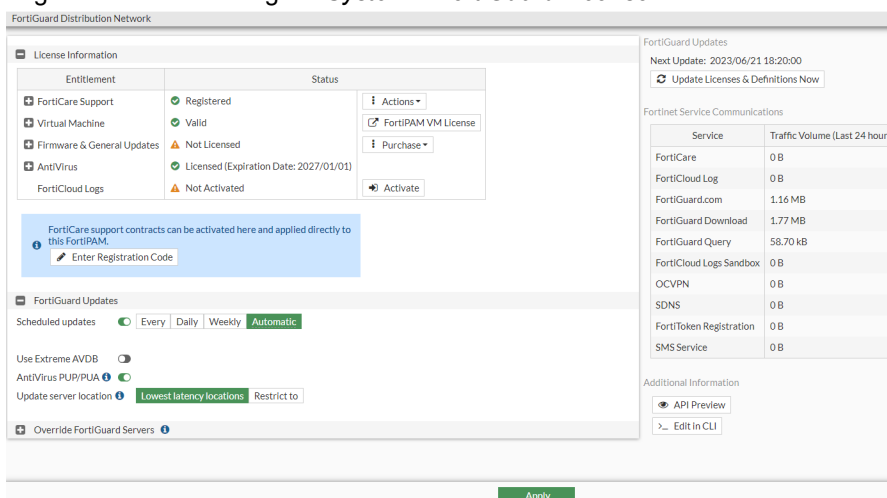 FortiGuard Distribution Network
License Information
Entitlement Status
FortiCare Support Registered Actions
Virtual Machine Valid FortiPAM VM License
Firmware & General Updates Not Licensed Purchase
AntiVirus Licensed (Expiration Date: 2027/01/01)
FortiCloud Logs Not Activated Activate
FortiCare support contracts can be activated here and applied directly to
this FortiPAM.
Enter Registration Code
FortiGuard Updates
Scheduled updates Every Daily Weekly Automatic
Use Extreme AVDB
AntiVirus PUP/PUA
Update server location Lowest latency locations Restrict to
Override FortiGuard Servers
FortiGuard Updates
Next Update: 2023/06/21 18:20:00
Update Licenses & Definitions Now
Fortinet Service Communications
Service Traffic Volume (Last 24 hour
FortiCare 0 B
FortiCloud Log 0 B
FortiGuard.com 1.16 MB
FortiGuard Download 1.77 MB
FortiGuard Query 58.70 kB
FortiCloud Logs Sandbox 0 B
OCVPN 0 B
SDNS 0 B
FortiToken Registration 0 B
SMS Service 0 B
Additional Information
API Preview
>_ Edit in CLI
Apply